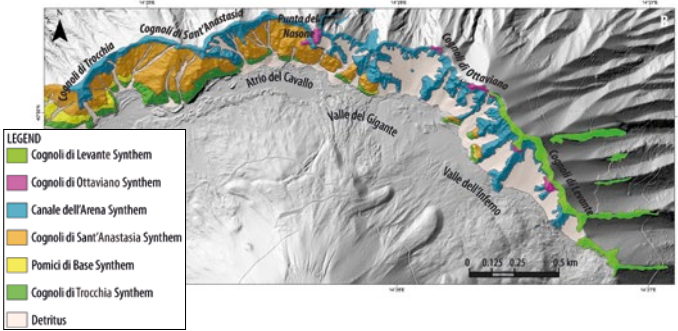 B
Cognoli di Trocchia
Cognoli di Sant'Anastasia
Punta del
Nasone
Cognoli di Ottaviano
Atrio del Cavallo
Valle del Gigante
Valle dell'Inferno
Cognoli di Levante
LEGEND
Cognoli di Levante Synthem
Cognoli di Ottaviano Synthem
Canale dell'Arena Synthem
Cognoli di Sant'Anastasia Synthem
Pomici di Base Synthem
Cognoli di Trocchia Synthem
Detritus
0 0.125 0.25 0.5 km